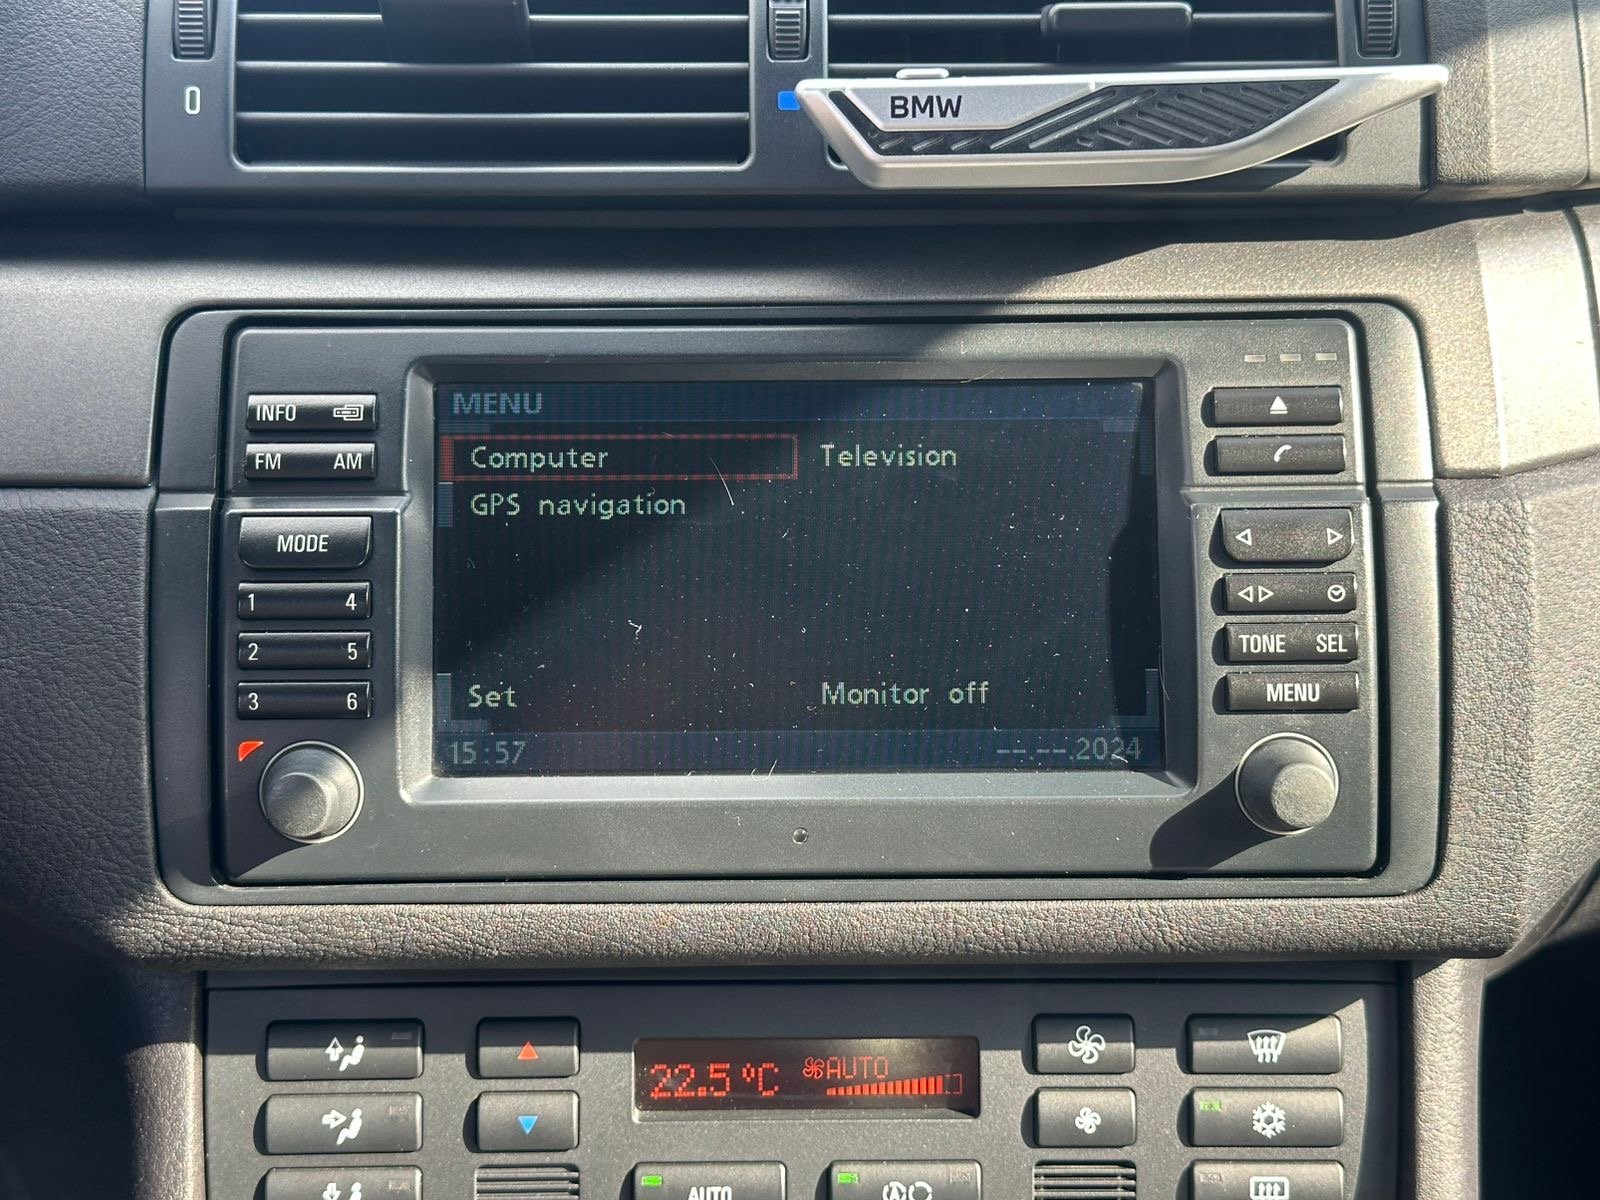 0
BMW
INFO
FM AM
MODE
1 4
2 5
3 6
MENU
Computer Television
GPS navigation
Set Monitor off
15:57 --.--.2024
TONE SEL
MENU
22.5 °C AUTO
AUTO